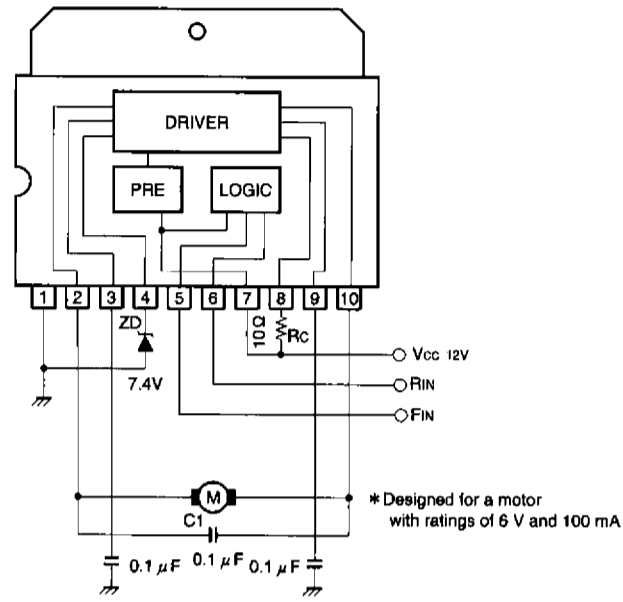 DRIVER
PRE
LOGIC
1 2 3 4 5 6 7 8 9 10
ZD
10Ω
Rc
7.4V
Vcc 12V
RIN
FIN
M
C1
* Designed for a motor
with ratings of 6 V and 100 mA
0.1 μF
0.1 μF
0.1 μF